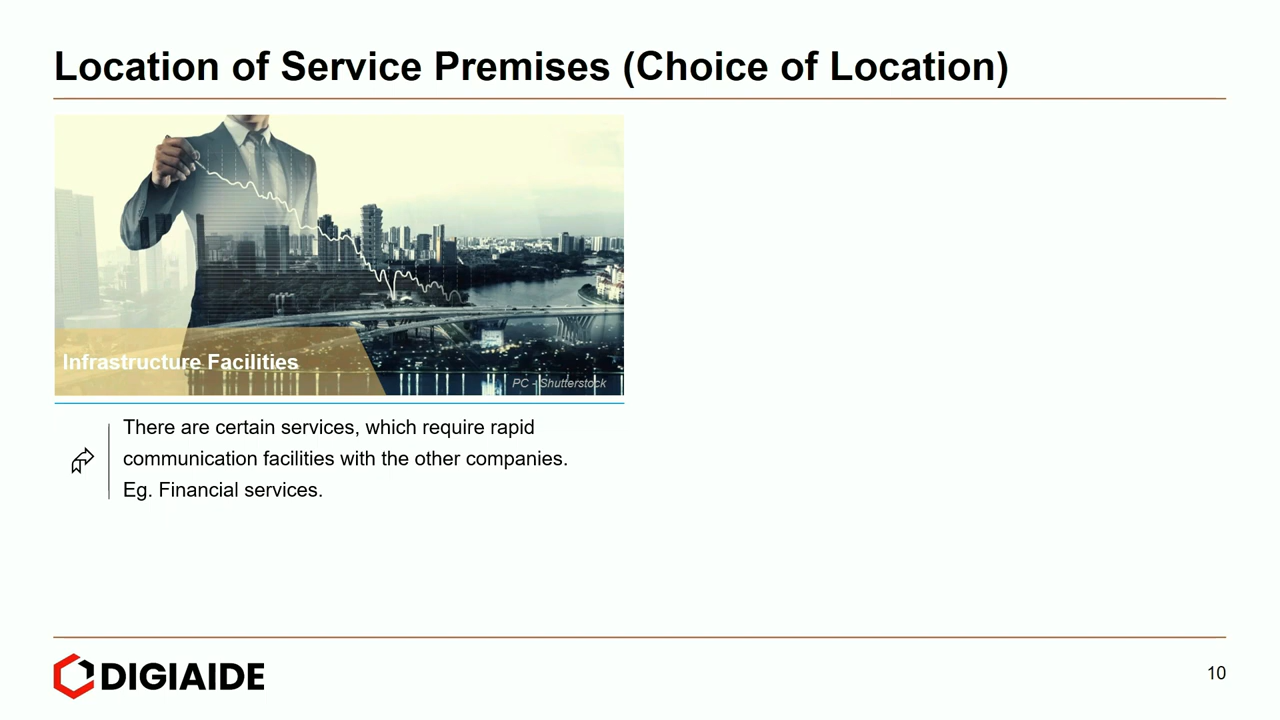 Location of Service Premises (Choice of Location)
Infrastructure Facilities
PC - Shutterstock
There are certain services, which require rapid
communication facilities with the other companies.
Eg. Financial services.
DIGIAIDE
10